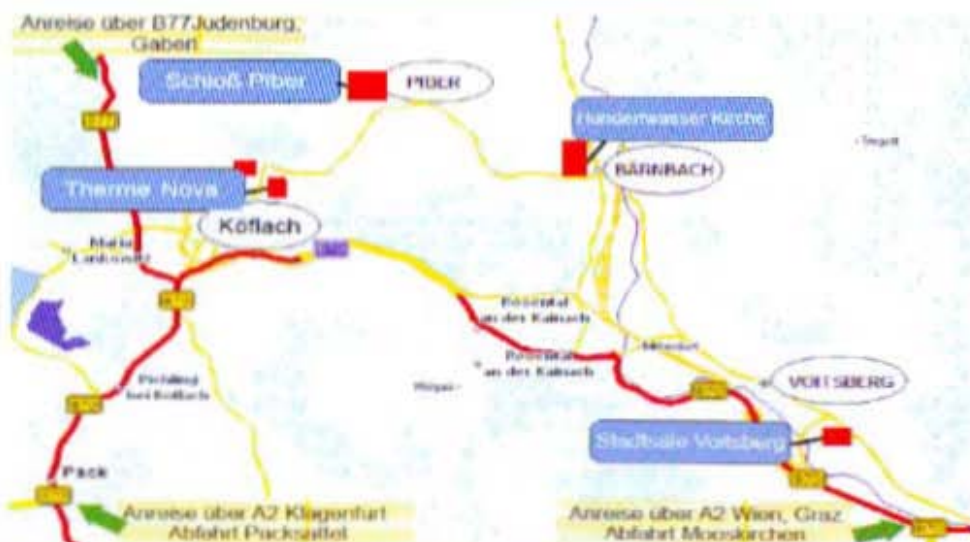 Anreise über B77Judenburg,
Gaberl
Schloß Piber
PIBER
B77
Hundertwasser Kirche
BÄRNBACH
Therme Nova
Köflach
Maria
Lankowitz
Rosental
an der Kainach
Rosental
an der Kainach
Pichling
bei Köflach
VOITSBERG
Stadtsäle Voitsberg
Pack
Anreise über A2 Klagenfurt
Abfahrt Packsattel
Anreise über A2 Wien, Graz
Abfahrt Mooskirchen